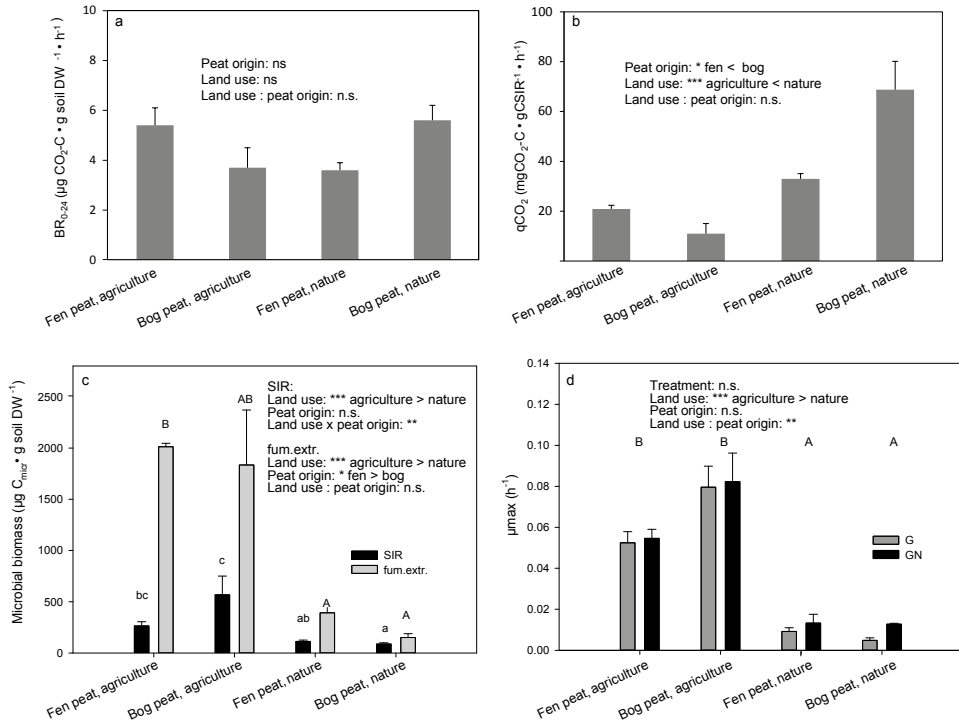 a
BR0-24 (µg CO2-C • g soil DW -1 • h-1)
10
8
6
4
2
0
Peat origin: ns
Land use: ns
Land use : peat origin: n.s.
Fen peat, agriculture
Bog peat, agriculture
Fen peat, nature
Bog peat, nature
b
qCO2 (mgCO2-C • gCSIR-1 • h-1)
100
80
60
40
20
Peat origin: * fen < bog
Land use: *** agriculture < nature
Land use : peat origin: n.s.
Fen peat, agriculture
Bog peat, agriculture
Fen peat, nature
Bog peat, nature
c
Microbial biomass (µg Cmicr • g soil DW -1)
2500
2000
1500
1000
500
0
SIR:
Land use: *** agriculture > nature
Peat origin: n.s.
Land use x peat origin: **
fum.extr.
Land use: *** agriculture > nature
Peat origin: * fen > bog
Land use : peat origin: n.s.
B
AB
bc
c
ab
A
a
A
SIR
fum.extr.
Fen peat, agriculture
Bog peat, agriculture
Fen peat, nature
Bog peat, nature
d
µmax (h-1)
0.14
0.12
0.10
0.08
0.06
0.04
0.02
0.00
Treatment: n.s.
Land use: *** agriculture > nature
Peat origin: n.s.
Land use : peat origin: **
B
B
A
A
G
GN
Fen peat, agriculture
Bog peat, agriculture
Fen peat, nature
Bog peat, nature